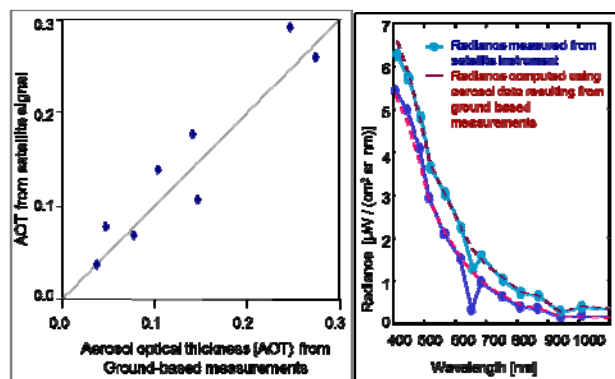 0.3
0.2
0.1
0.0
0.0 0.1 0.2 0.3
AOT from satellite signal
Aerosol optical thickness (AOT) from
Ground-based measurements
7
6
5
4
3
2
1
0
400 500 600 700 800 900 1000
Radiance [µW / (cm² sr nm)]
Wavelength [nm]
Radiance measured from
satellite instrument
Radiance computed using
aerosol data resulting from
ground based
measurements